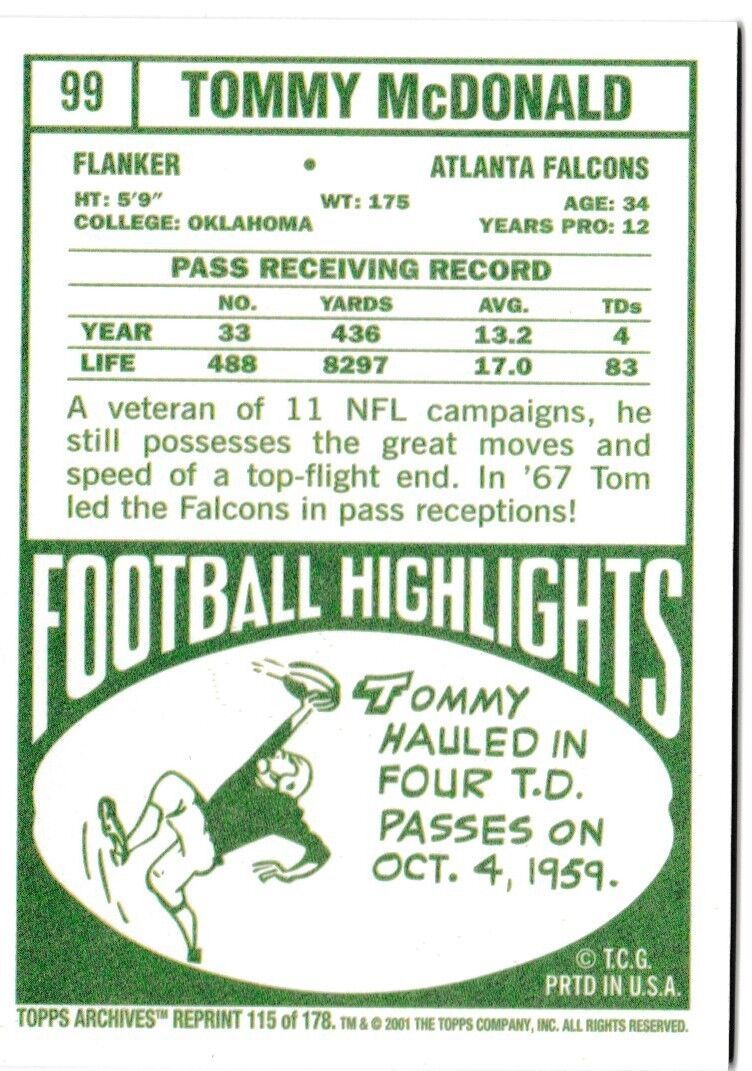 99 TOMMY McDONALD
FLANKER • ATLANTA FALCONS
HT: 5'9" WT: 175 AGE: 34
COLLEGE: OKLAHOMA YEARS PRO: 12
PASS RECEIVING RECORD
NO. YARDS AVG. TDs
YEAR 33 436 13.2 4
LIFE 488 8297 17.0 83
A veteran of 11 NFL campaigns, he
still possesses the great moves and
speed of a top-flight end. In '67 Tom
led the Falcons in pass receptions!
FOOTBALL HIGHLIGHTS
TOMMY
HAULED IN
FOUR T.D.
PASSES ON
OCT. 4, 1959.
© T.C.G.
PRTD IN U.S.A.
TOPPS ARCHIVES™ REPRINT 115 of 178. TM & © 2001 THE TOPPS COMPANY, INC. ALL RIGHTS RESERVED.